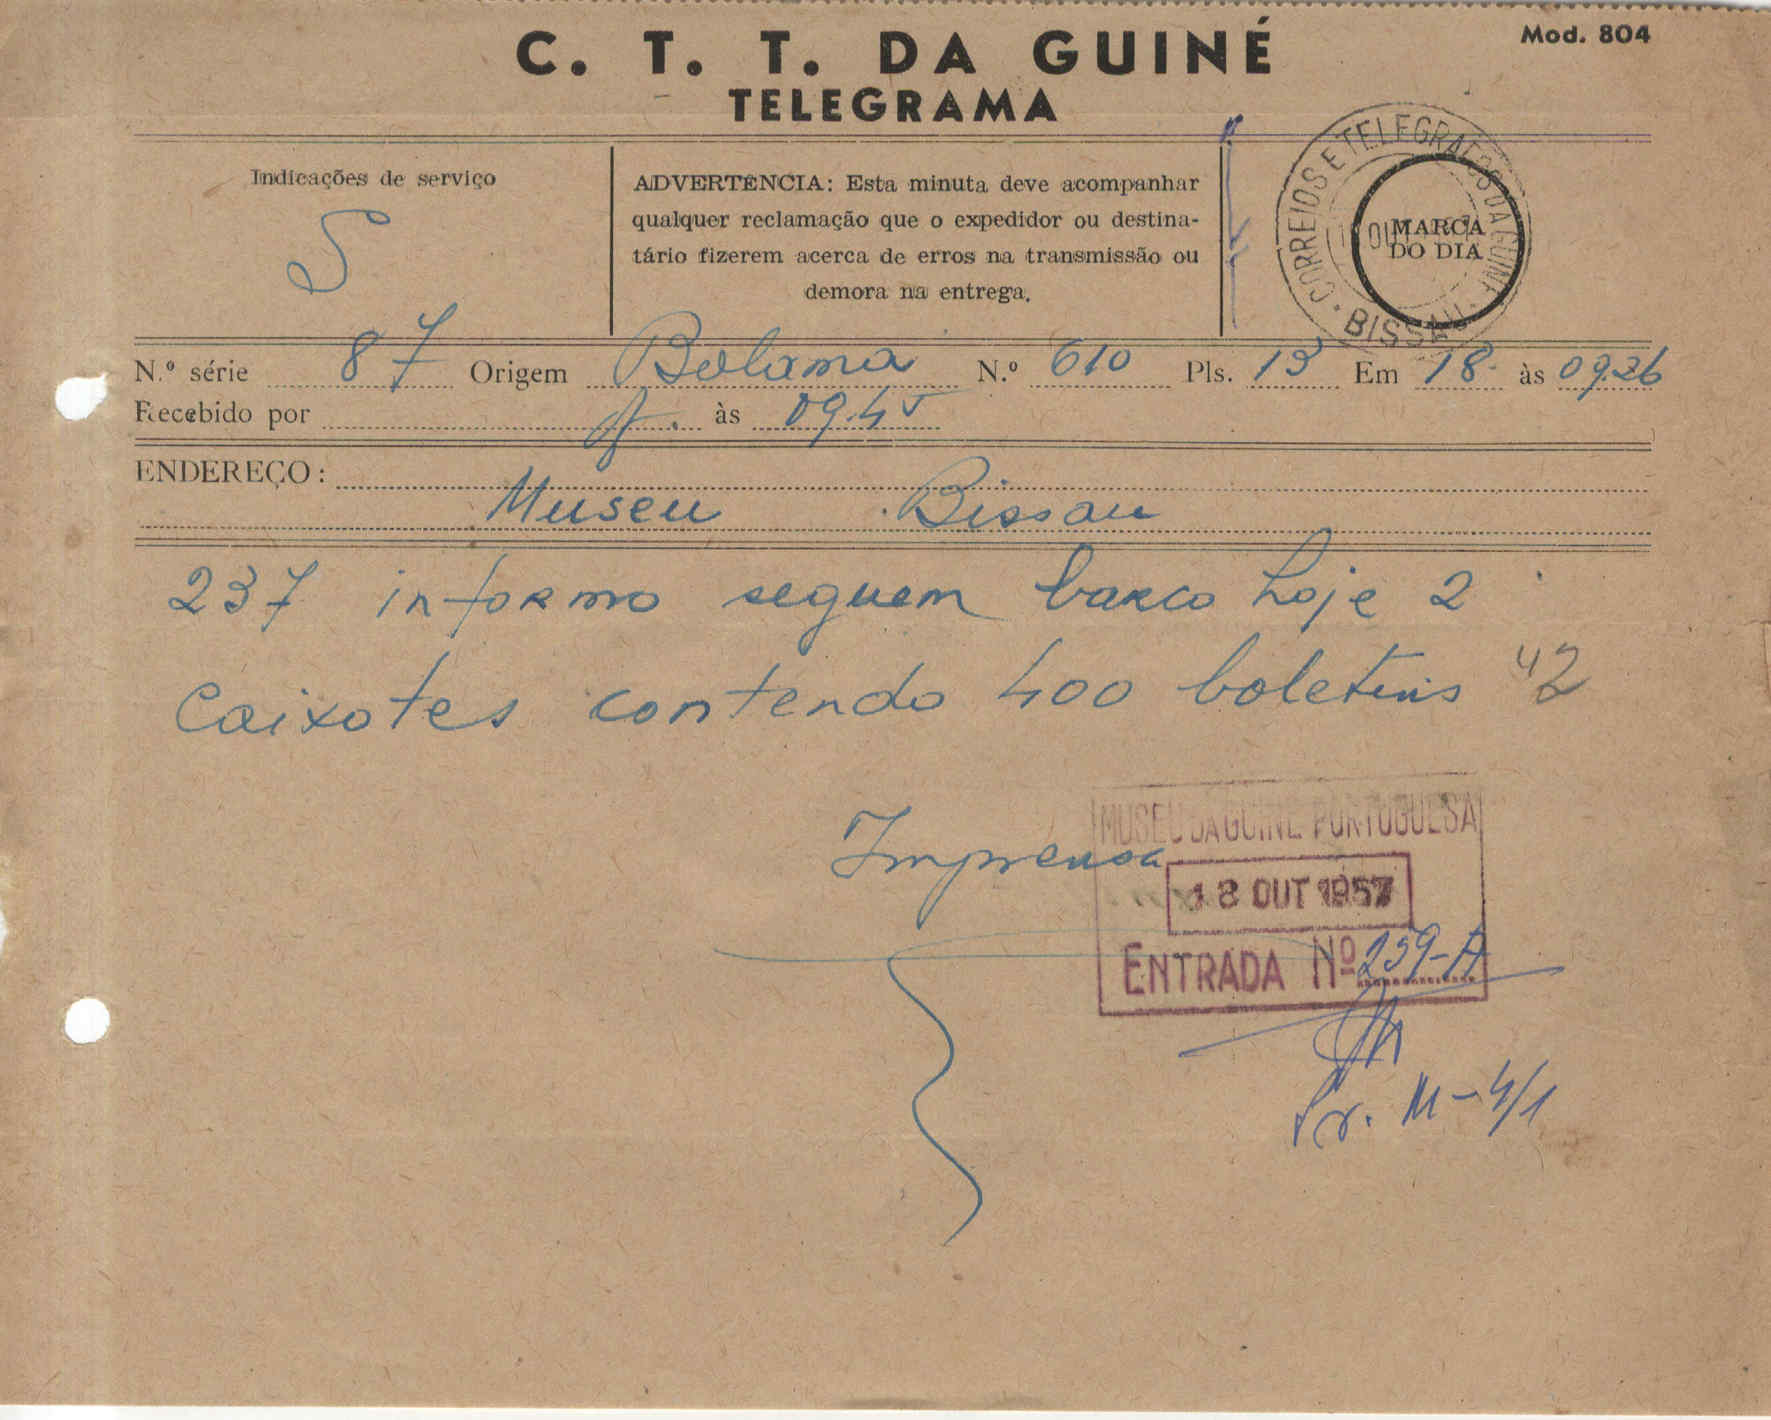 C. T. T. DA GUINÉ
Mod. 804
TELEGRAMA
Indicações de serviço
S
ADVERTÊNCIA: Esta minuta deve acompanhar
qualquer reclamação que o expedidor ou destina-
tário fizerem acerca de erros na transmissão ou
demora na entrega.
CORREIOS E TELEGRAFOS DA GUINÉ
MARCA
DO DIA
BISSAU
N.º série 87 Origem Bolama N.º 610 Pls. 13 Em 18 às 09.26
Recebido por às 09.45
ENDEREÇO:
Museu Bissau
237 informo seguem barco hoje 2
caixotes contendo 400 boletins 42
Imprensa
MUSEU DA GUINÉ PORTUGUESA
18 OUT 1957
ENTRADA Nº 259-A
Pr. M-4/1